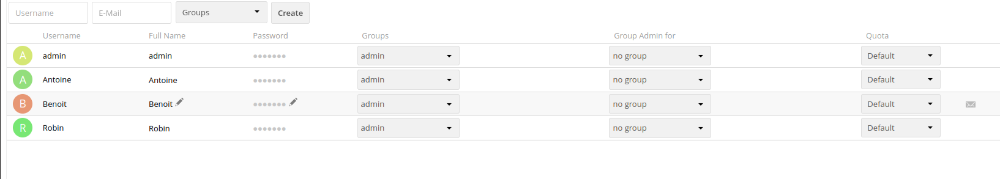 Username E-Mail Groups Create
Username Full Name Password Groups Group Admin for Quota
A admin admin ●●●●●●● admin no group Default
A Antoine Antoine ●●●●●●● admin no group Default
B Benoit Benoit ●●●●●●● admin no group Default
R Robin Robin ●●●●●●● admin no group Default